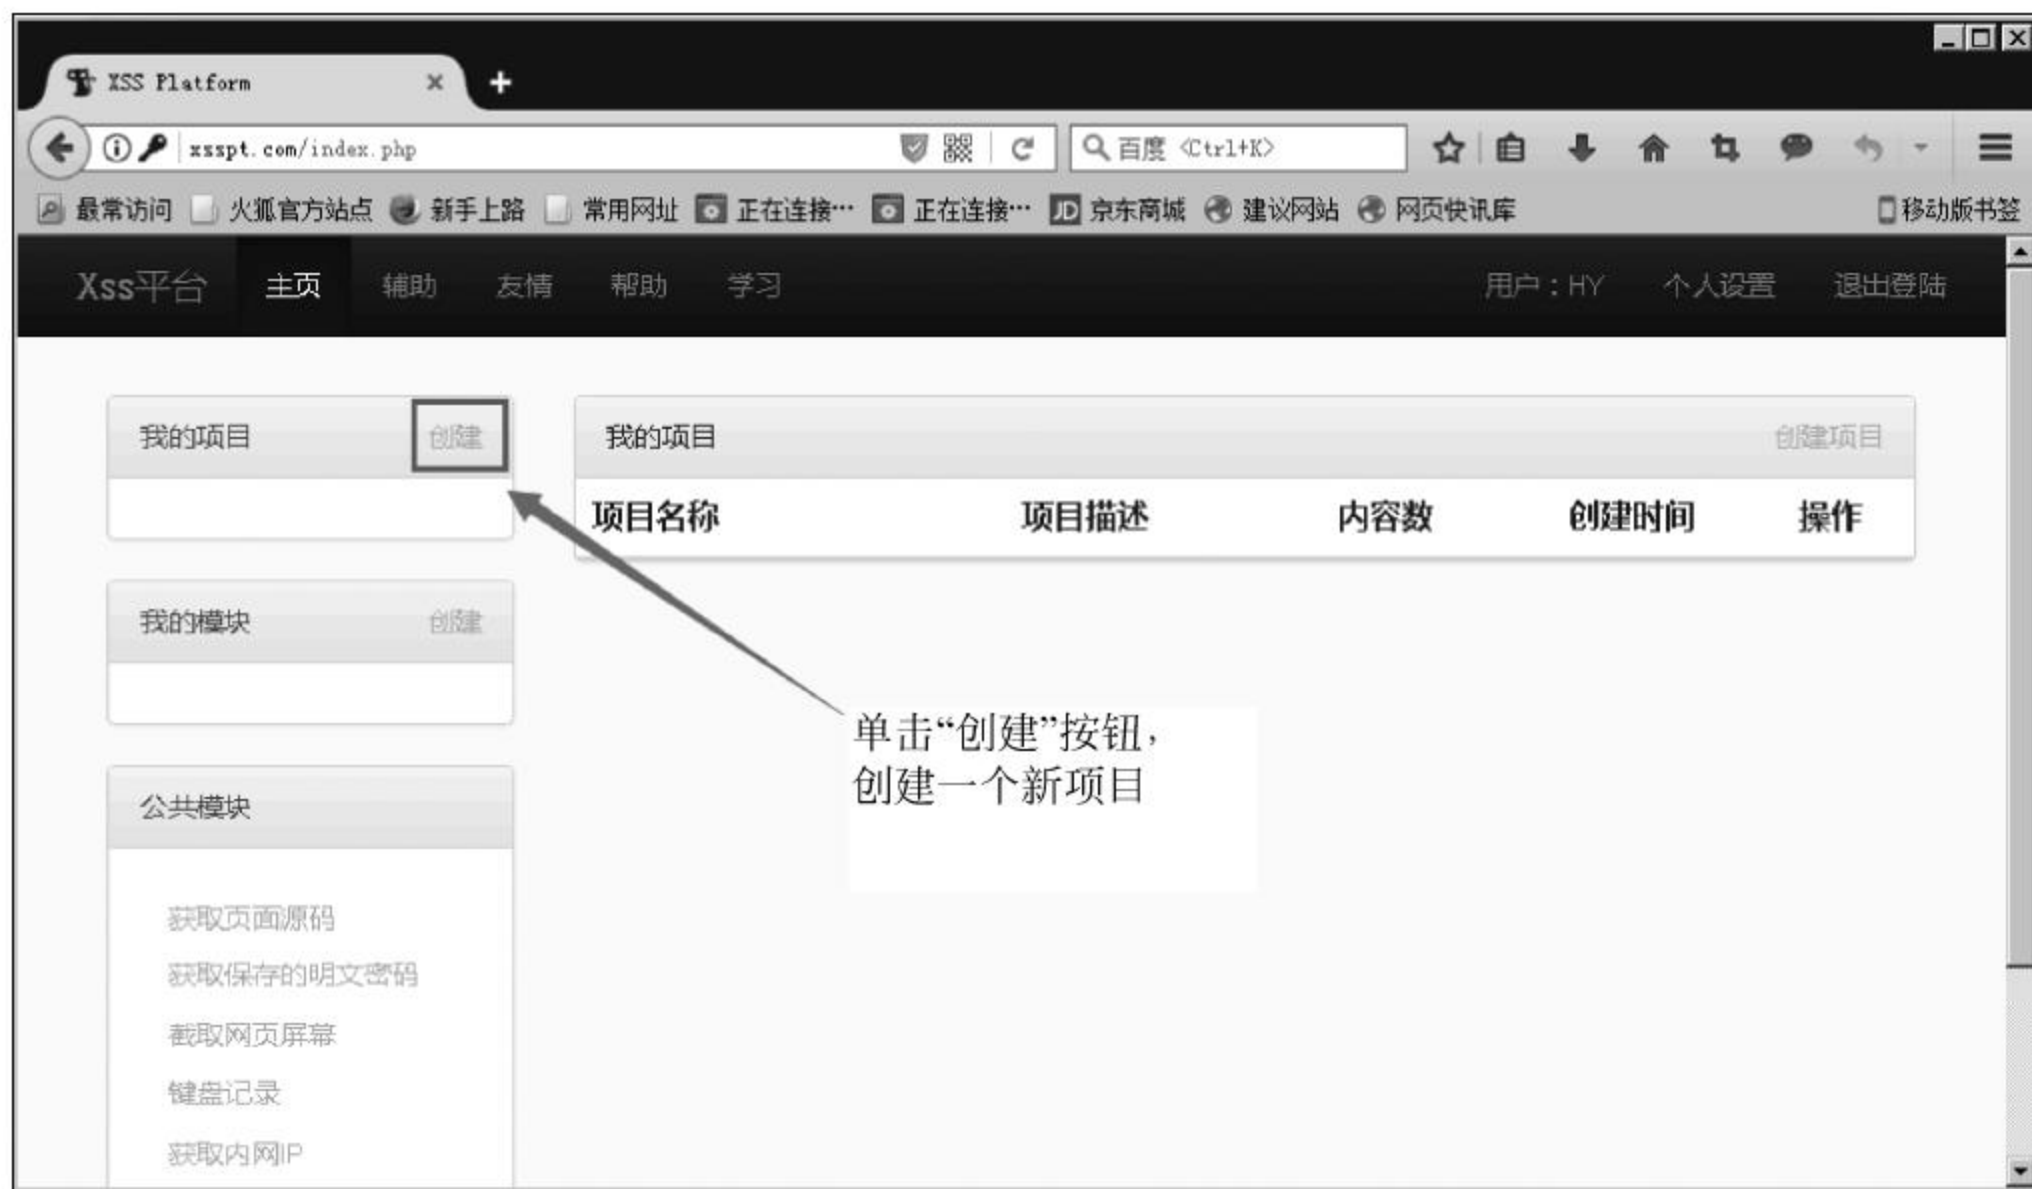 XSS Platform
xsspt.com/index.php
百度 <Ctrl+K>
最常访问 火狐官方站点 新手上路 常用网址 正在连接… 正在连接… JD 京东商城 建议网站 网页快讯库 移动版书签
Xss平台 主页 辅助 友情 帮助 学习 用户：HY 个人设置 退出登陆
我的项目 创建
我的项目 创建项目
项目名称 项目描述 内容数 创建时间 操作
我的模块 创建
单击“创建”按钮，
创建一个新项目
公共模块
获取页面源码
获取保存的明文密码
截取网页屏幕
键盘记录
获取内网IP